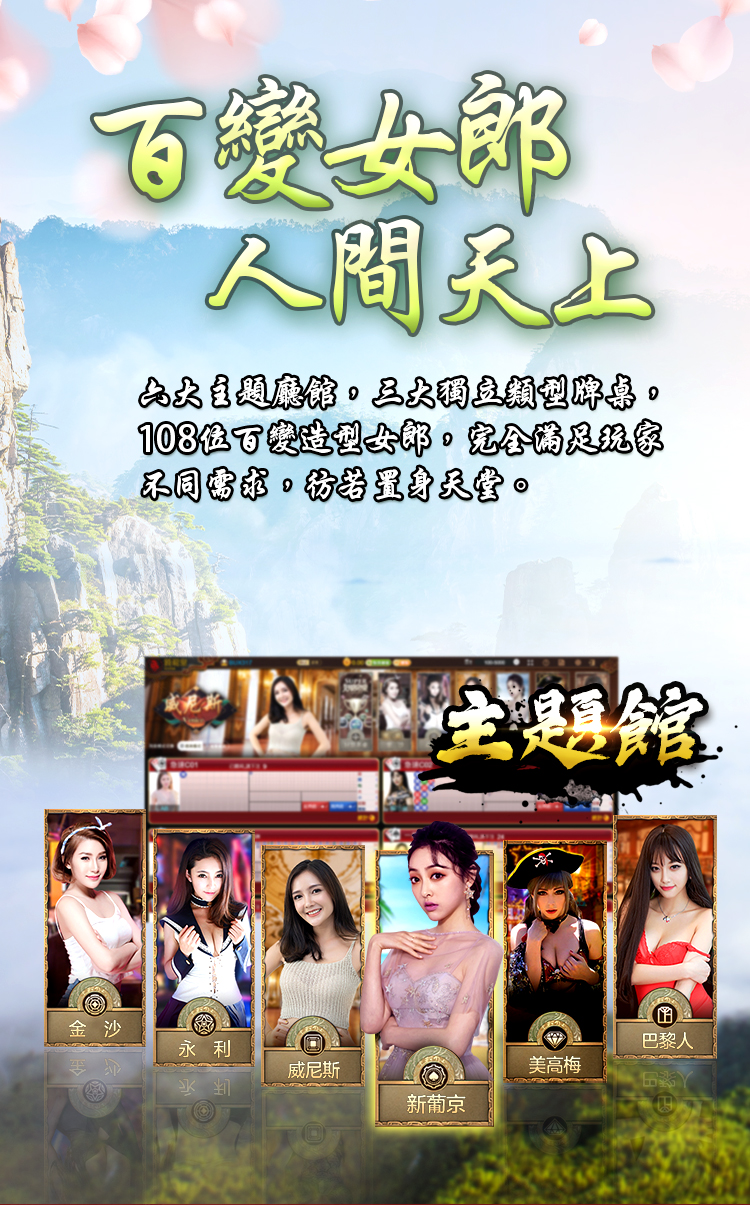 百變女郎
人間天上
六大主題廳館，三大獨立類型牌桌，
108位百變造型女郎，完全滿足玩家
不同需求，彷若置身天堂。
威尼斯
主題館
金沙
永利
威尼斯
新葡京
美高梅
巴黎人